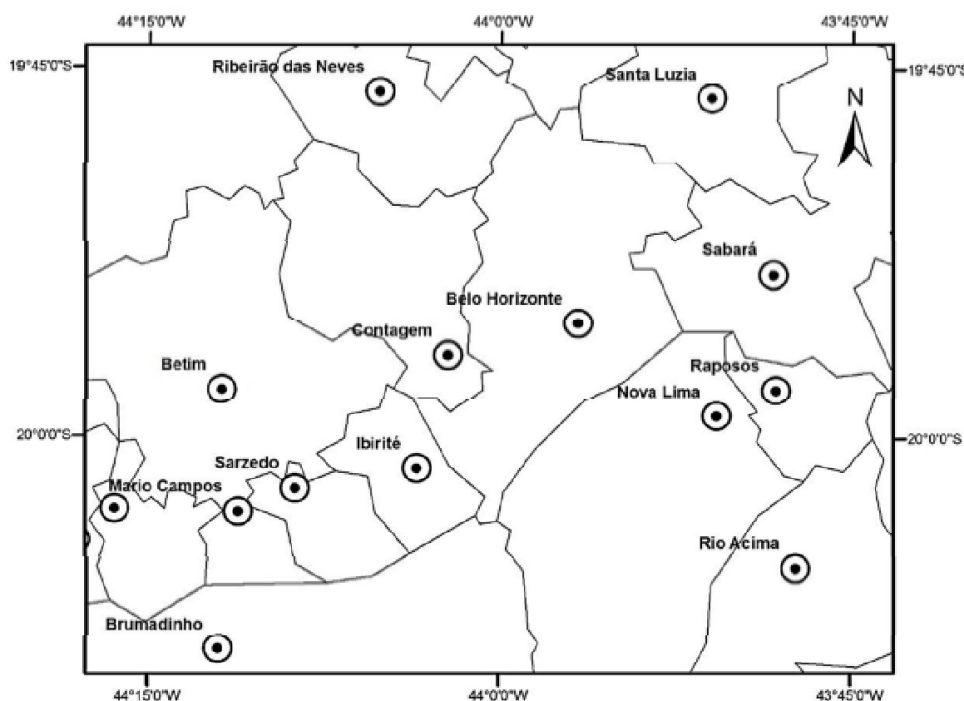 44°15'0"W
44°0'0"W
43°45'0"W
19°45'0"S
Ribeirão das Neves
Santa Luzia
19°45'0"S
N
Sabará
Belo Horizonte
Contagem
Betim
Raposos
Nova Lima
20°0'0"S
Ibirité
20°0'0"S
Sarzedo
Mario Campos
Rio Acima
Brumadinho
44°15'0"W
44°0'0"W
43°45'0"W